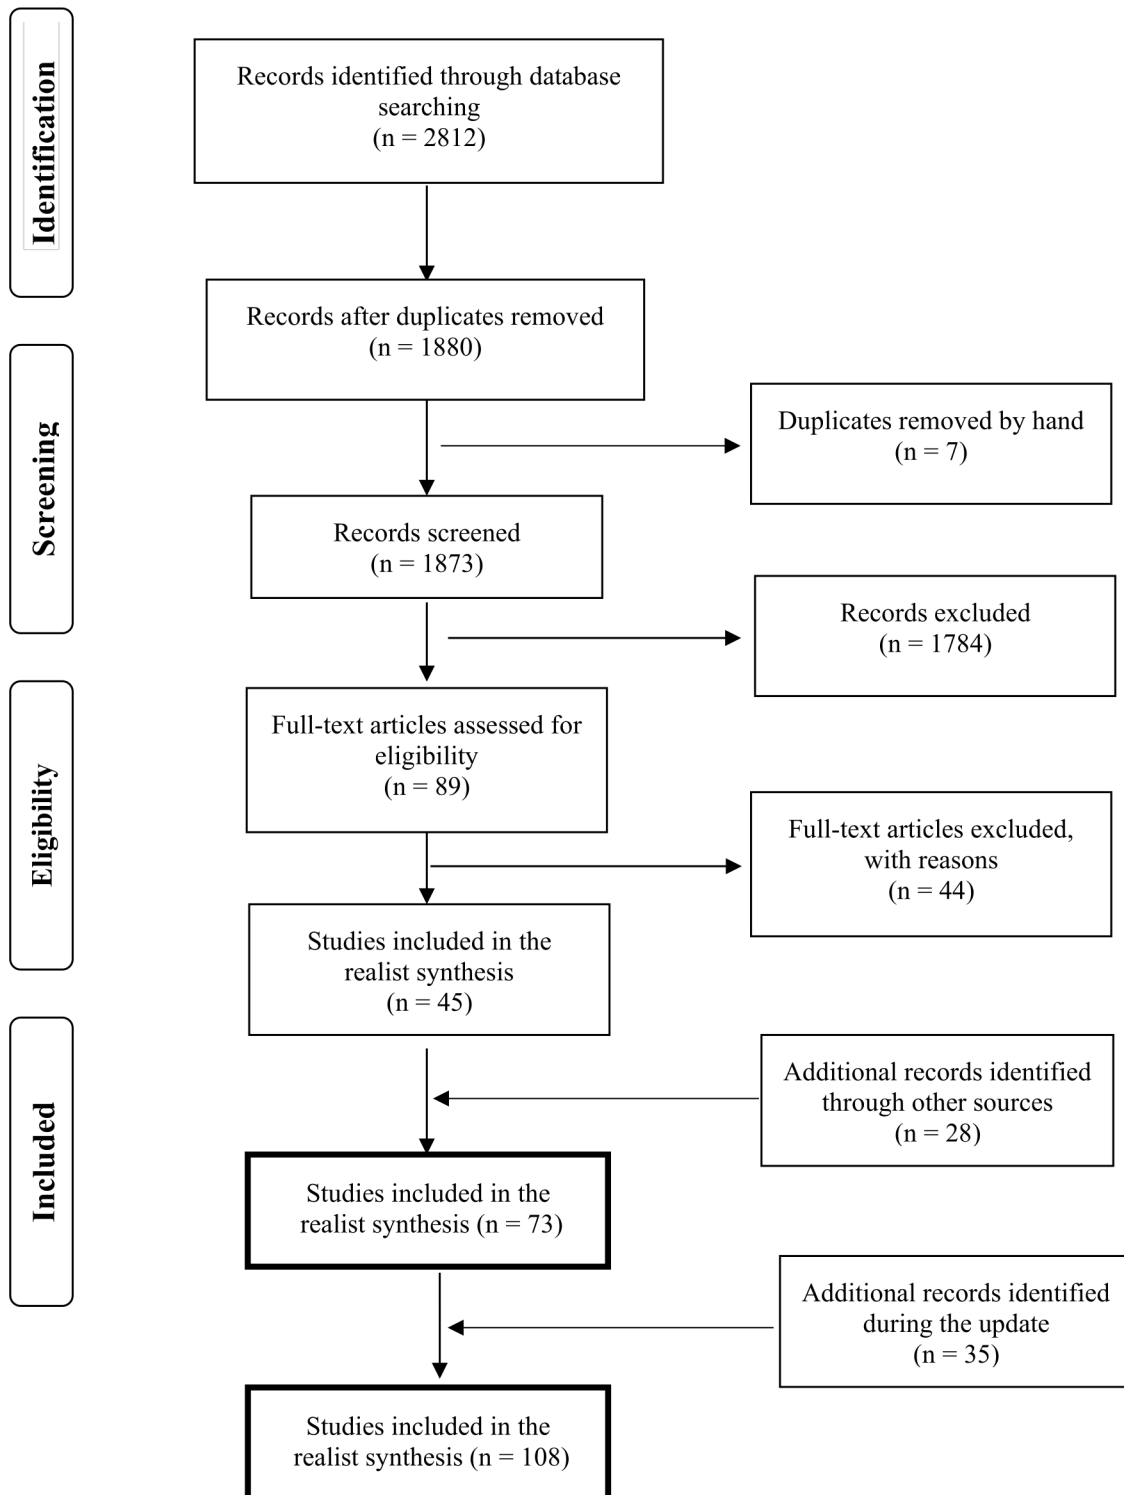 Identification
Records identified through database
searching
(n = 2812)
Records after duplicates removed
(n = 1880)
Screening
Duplicates removed by hand
(n = 7)
Records screened
(n = 1873)
Records excluded
(n = 1784)
Eligibility
Full-text articles assessed for
eligibility
(n = 89)
Full-text articles excluded,
with reasons
(n = 44)
Studies included in the
realist synthesis
(n = 45)
Included
Additional records identified
through other sources
(n = 28)
Studies included in the
realist synthesis (n = 73)
Additional records identified
during the update
(n = 35)
Studies included in the
realist synthesis (n = 108)